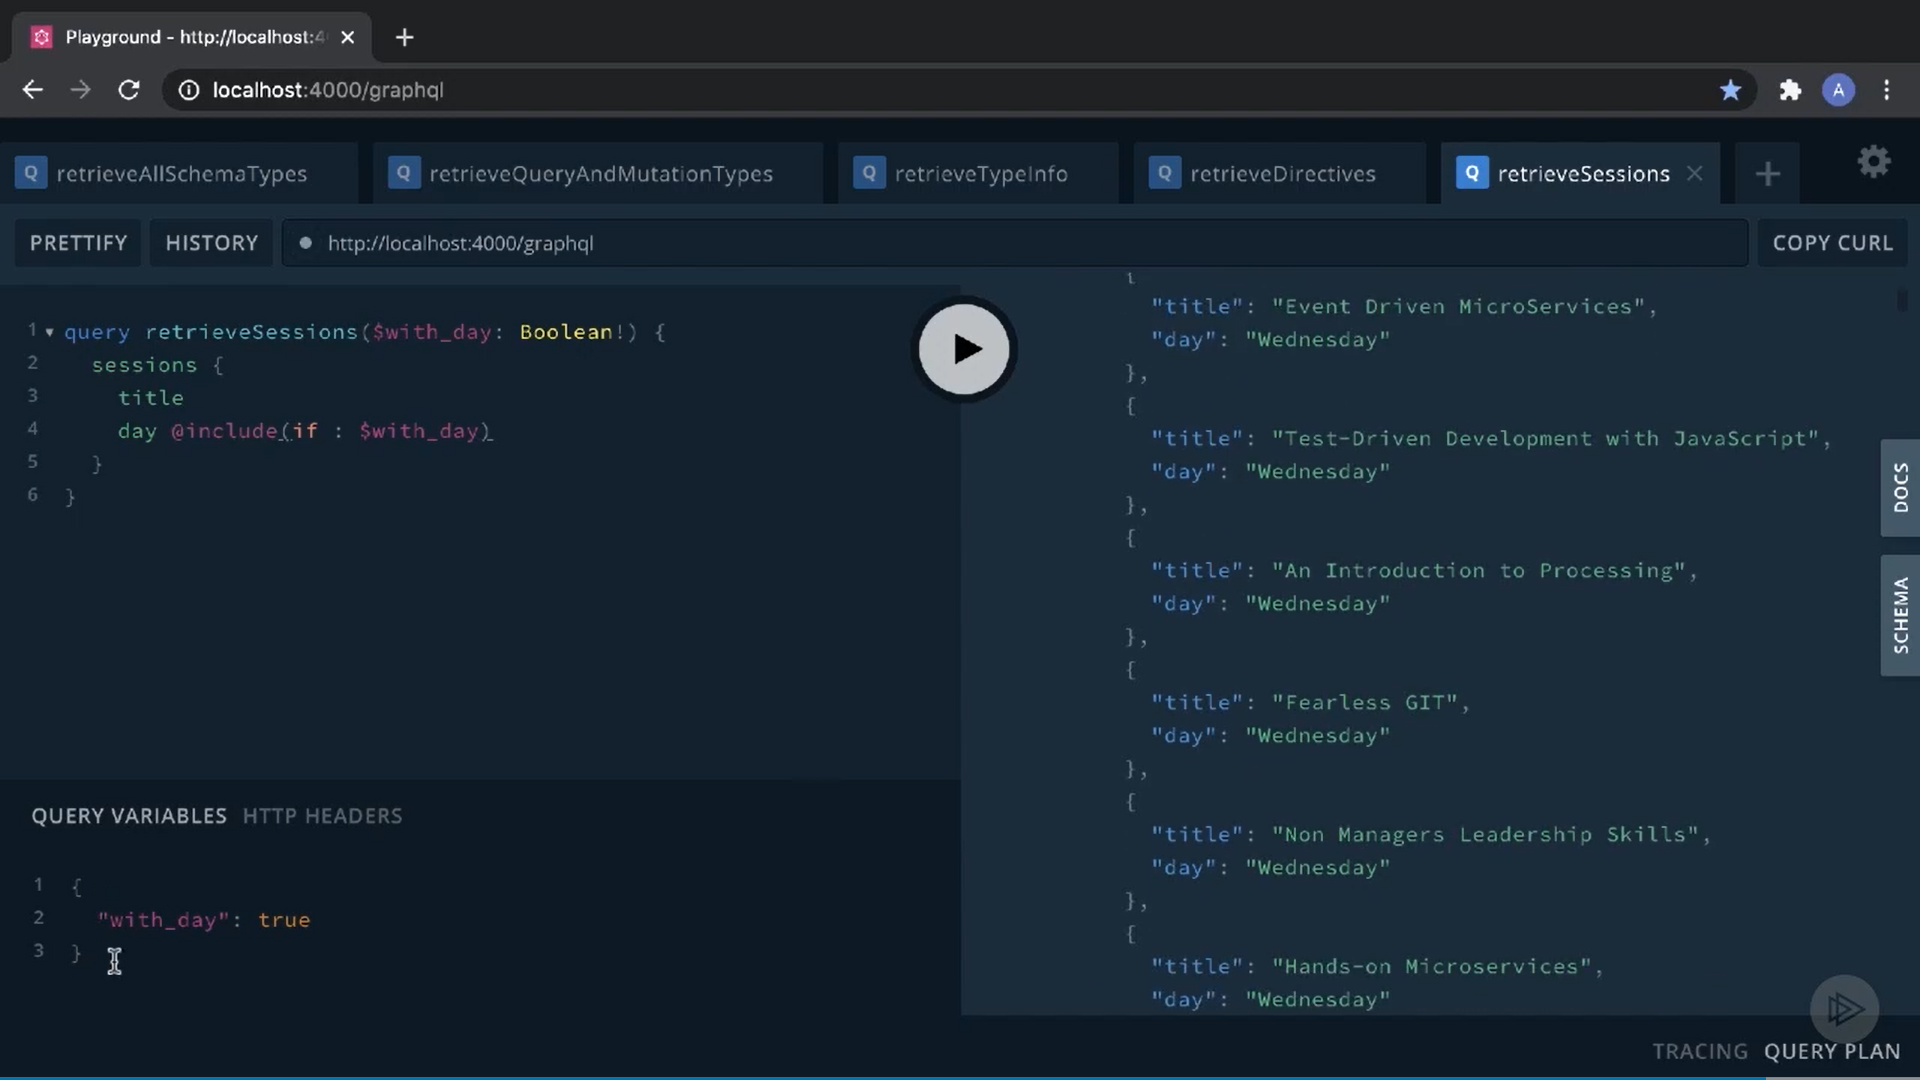 Playground - http://localhost:4
localhost:4000/graphql
A
Q retrieveAllSchemaTypes
Q retrieveQueryAndMutationTypes
Q retrieveTypeInfo
Q retrieveDirectives
Q retrieveSessions
PRETTIFY
HISTORY
http://localhost:4000/graphql
COPY CURL
1 query retrieveSessions($with_day: Boolean!) {
2 sessions {
3 title
4 day @include(if : $with_day)
5 }
6 }
QUERY VARIABLES
HTTP HEADERS
1 {
2 "with_day": true
3 }
{
"title": "Event Driven MicroServices",
"day": "Wednesday"
},
{
"title": "Test-Driven Development with JavaScript",
"day": "Wednesday"
},
{
"title": "An Introduction to Processing",
"day": "Wednesday"
},
{
"title": "Fearless GIT",
"day": "Wednesday"
},
{
"title": "Non Managers Leadership Skills",
"day": "Wednesday"
},
{
"title": "Hands-on Microservices",
"day": "Wednesday"
DOCS
SCHEMA
TRACING
QUERY PLAN